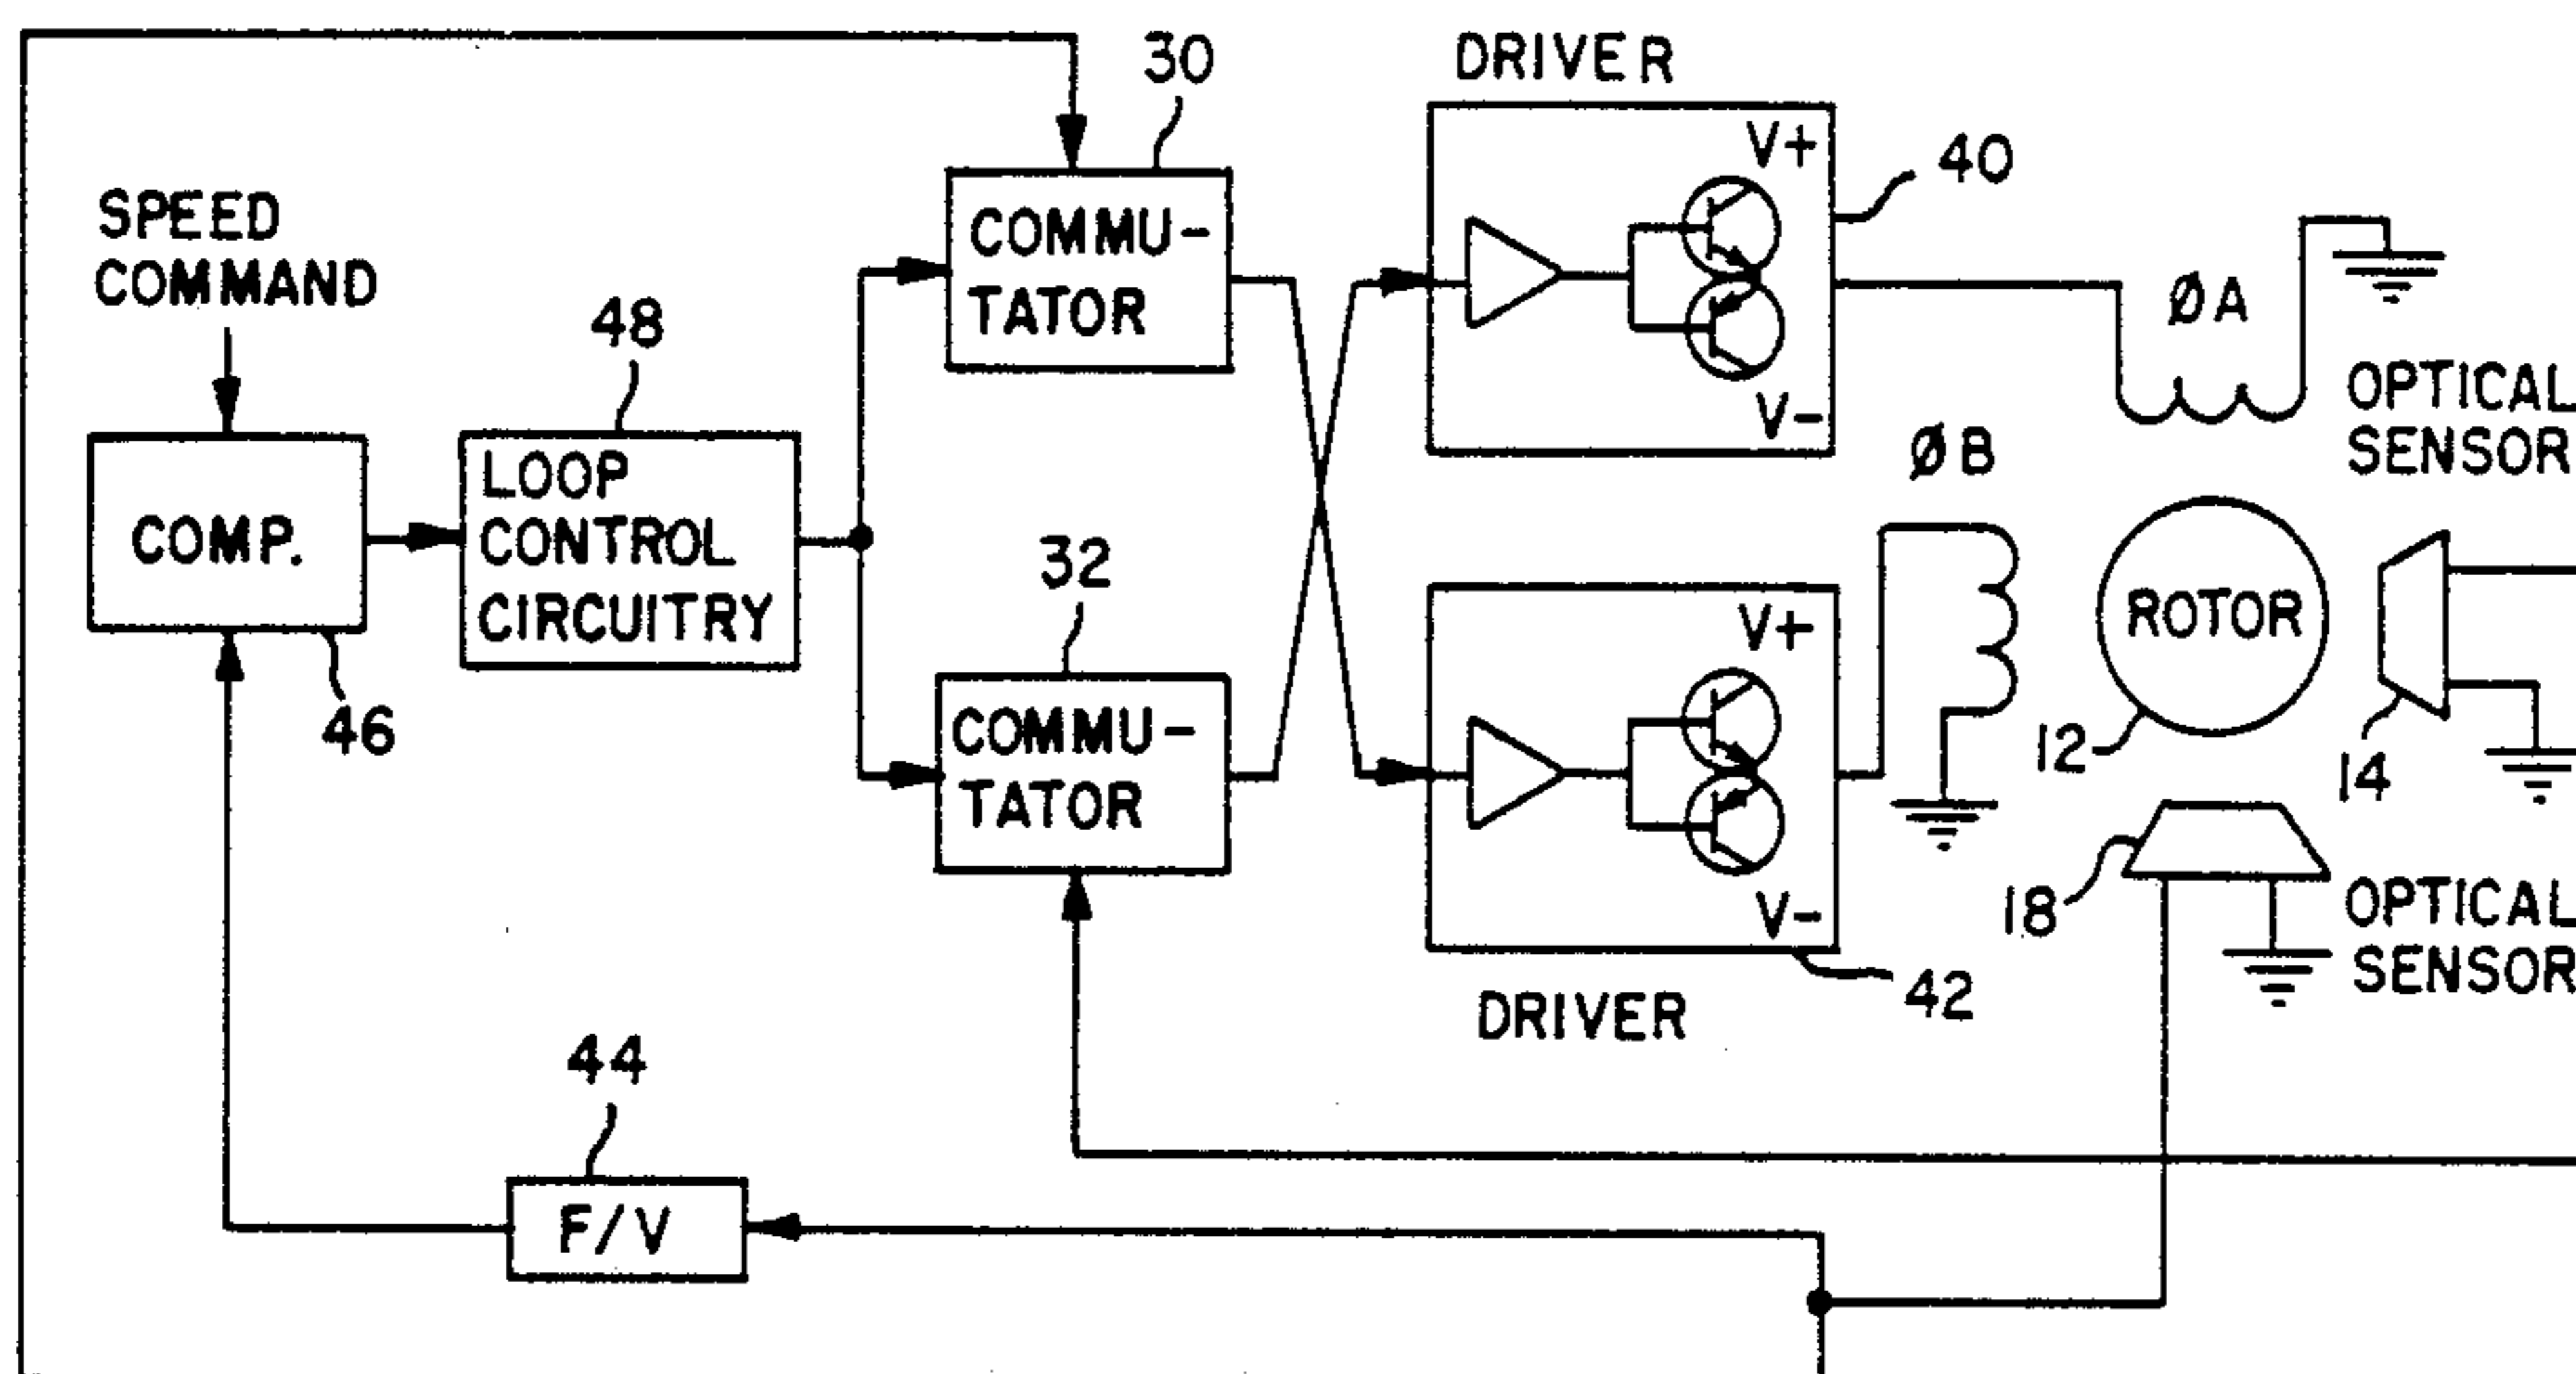 30
DRIVER
V+
40
SPEED
COMMAND
COMMU-
TATOR
48
ØA
V-
OPTICAL
SENSOR
ØB
COMP.
LOOP
CONTROL
CIRCUITRY
32
V+
ROTOR
46
COMMU-
TATOR
12
14
V-
18
OPTICAL
SENSOR
42
DRIVER
44
F/V